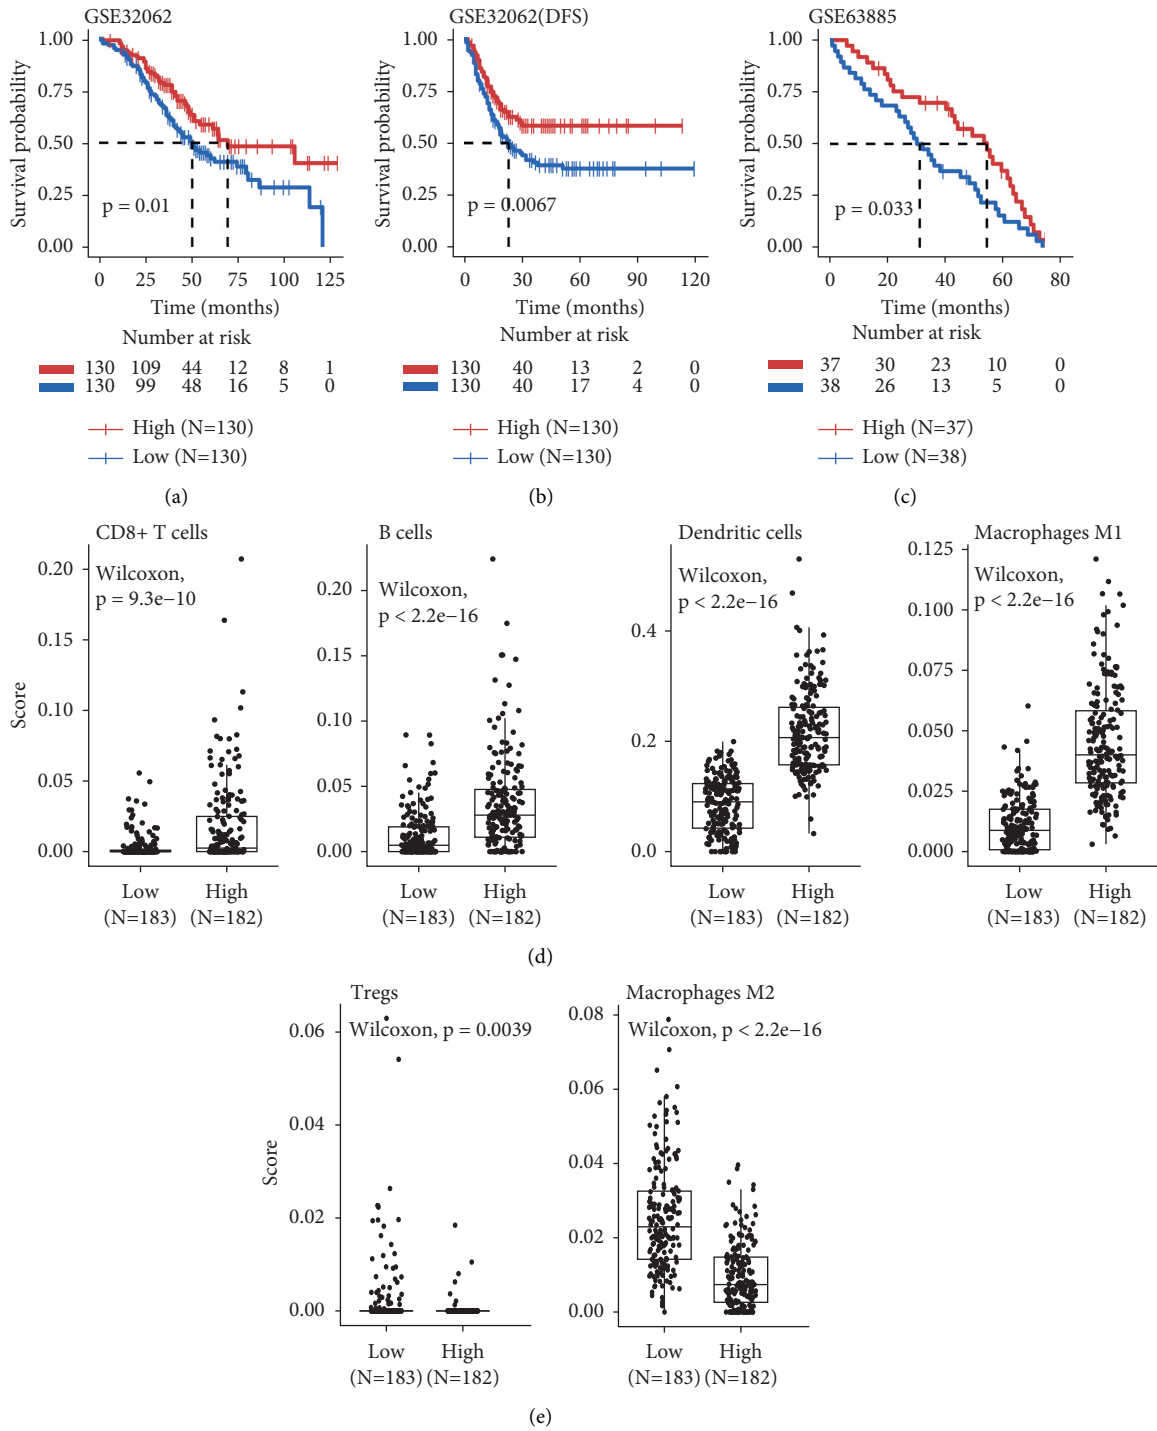 GSE32062
Survival probability
1.00
0.75
0.50
0.25
0.00
p = 0.01
0 25 50 75 100 125
Time (months)
Number at risk
130 109 44 12 8 1
130 99 48 16 5 0
High (N=130)
Low (N=130)
(a)
GSE32062(DFS)
Survival probability
1.00
0.75
0.50
0.25
0.00
p = 0.0067
0 30 60 90 120
Time (months)
Number at risk
130 40 13 2 0
130 40 17 4 0
High (N=130)
Low (N=130)
(b)
GSE63885
Survival probability
1.00
0.75
0.50
0.25
0.00
p = 0.033
0 20 40 60 80
Time (months)
Number at risk
37 30 23 10 0
38 26 13 5 0
High (N=37)
Low (N=38)
(c)
CD8+ T cells
Wilcoxon,
p = 9.3e−10
Score
0.20
0.15
0.10
0.05
0.00
Low High
(N=183) (N=182)
B cells
Wilcoxon,
p < 2.2e−16
0.20
0.15
0.10
0.05
0.00
Low High
(N=183) (N=182)
Dendritic cells
Wilcoxon,
p < 2.2e−16
0.4
0.2
0.0
Low High
(N=183) (N=182)
Macrophages M1
Wilcoxon,
p < 2.2e−16
0.125
0.100
0.075
0.050
0.025
0.000
Low High
(N=183) (N=182)
(d)
Tregs
Wilcoxon, p = 0.0039
Score
0.06
0.04
0.02
0.00
Low High
(N=183) (N=182)
Macrophages M2
Wilcoxon, p < 2.2e−16
0.08
0.06
0.04
0.02
0.00
Low High
(N=183) (N=182)
(e)